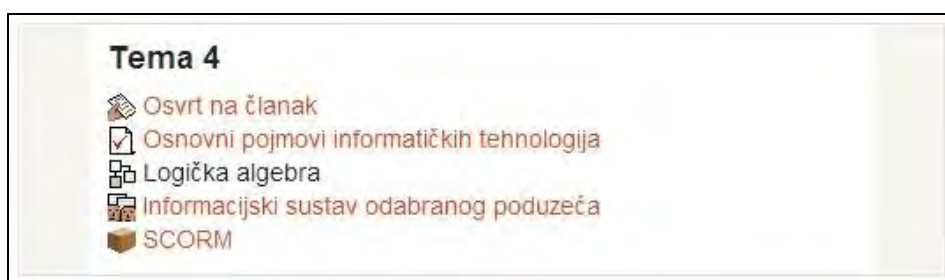 Tema 4
Osvrt na članak
Osnovni pojmovi informatičkih tehnologija
Logička algebra
Informacijski sustav odabranog poduzeća
SCORM